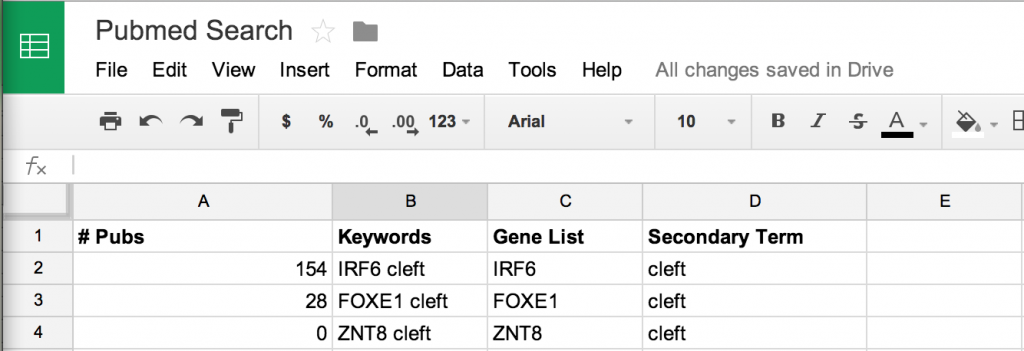 Pubmed Search
File Edit View Insert Format Data Tools Help All changes saved in Drive
$ % .0 .00 123 Arial 10 B I S A
fx
A B C D E
1 # Pubs Keywords Gene List Secondary Term
2 154 IRF6 cleft IRF6 cleft
3 28 FOXE1 cleft FOXE1 cleft
4 0 ZNT8 cleft ZNT8 cleft